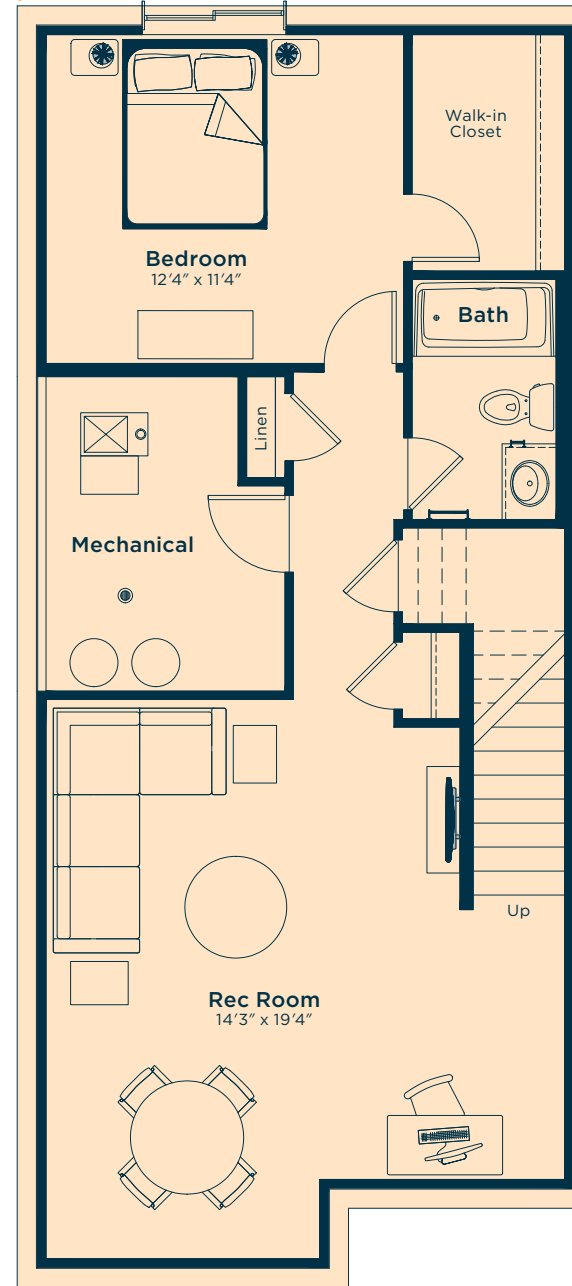 Walk-in
Closet
Bedroom
12'4" x 11'4"
Bath
Linen
Mechanical
Up
Rec Room
14'3" x 19'4"